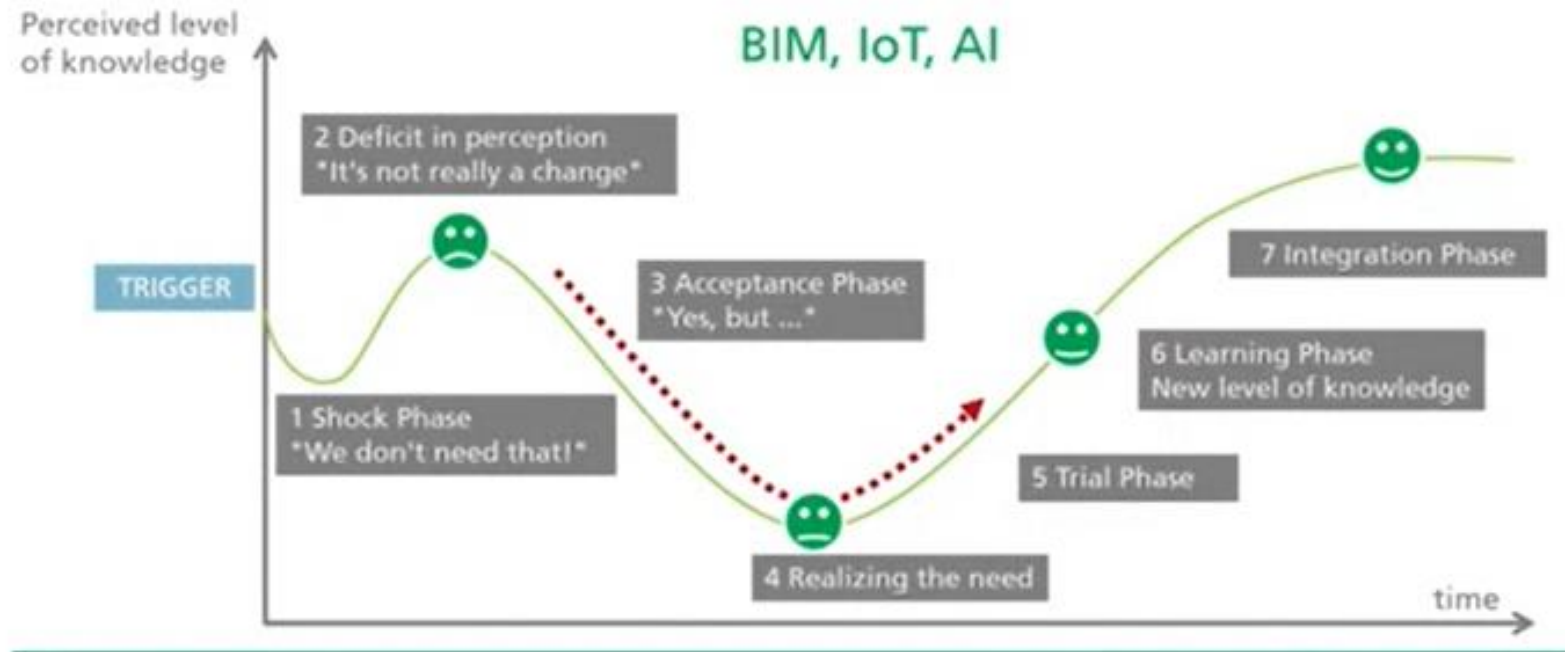 Perceived level
of knowledge
BIM, IoT, AI
2 Deficit in perception
"It's not really a change"
TRIGGER
3 Acceptance Phase
"Yes, but ..."
7 Integration Phase
6 Learning Phase
New level of knowledge
1 Shock Phase
"We don't need that!"
5 Trial Phase
4 Realizing the need
time